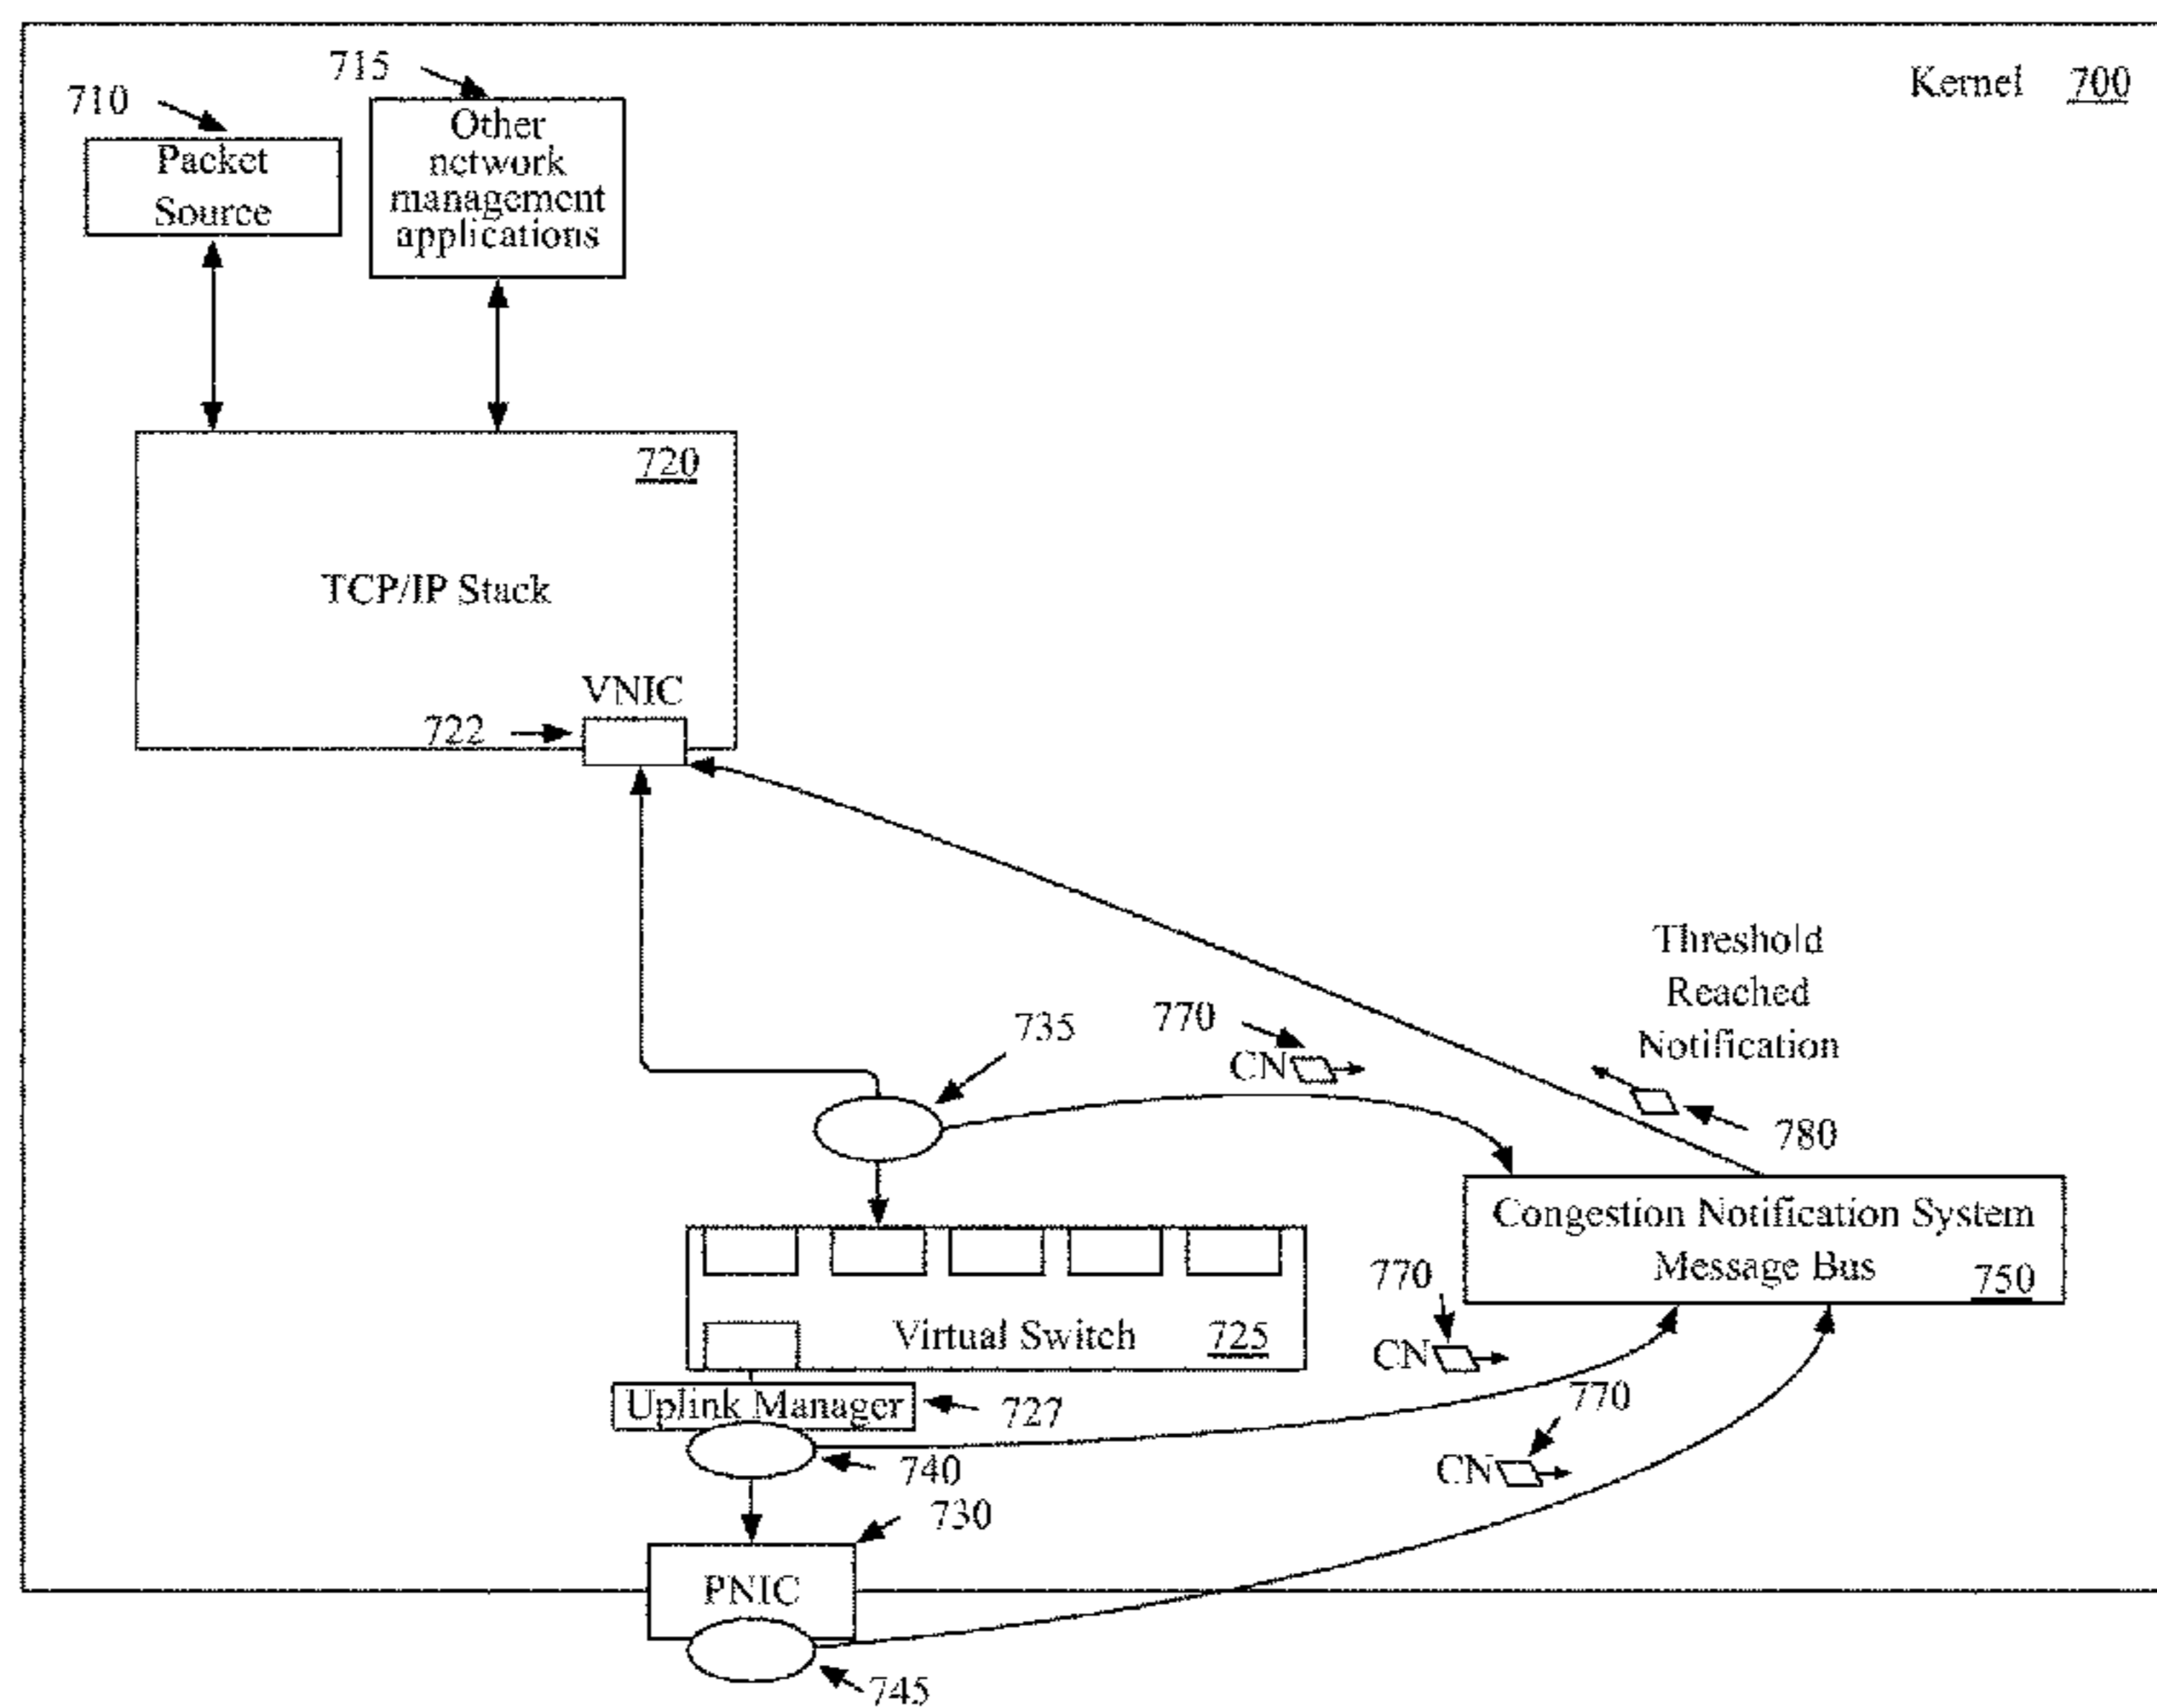 Kernel 700
715
710
Other
network
management
applications
Packet
Source
720
TCP/IP Stack
VNIC
722
Threshold
Reached
Notification
735
770
CN
780
Congestion Notification System
Message Bus 750
770
CN
Virtual Switch 725
Uplink Manager
727
770
CN
740
730
PNIC
745